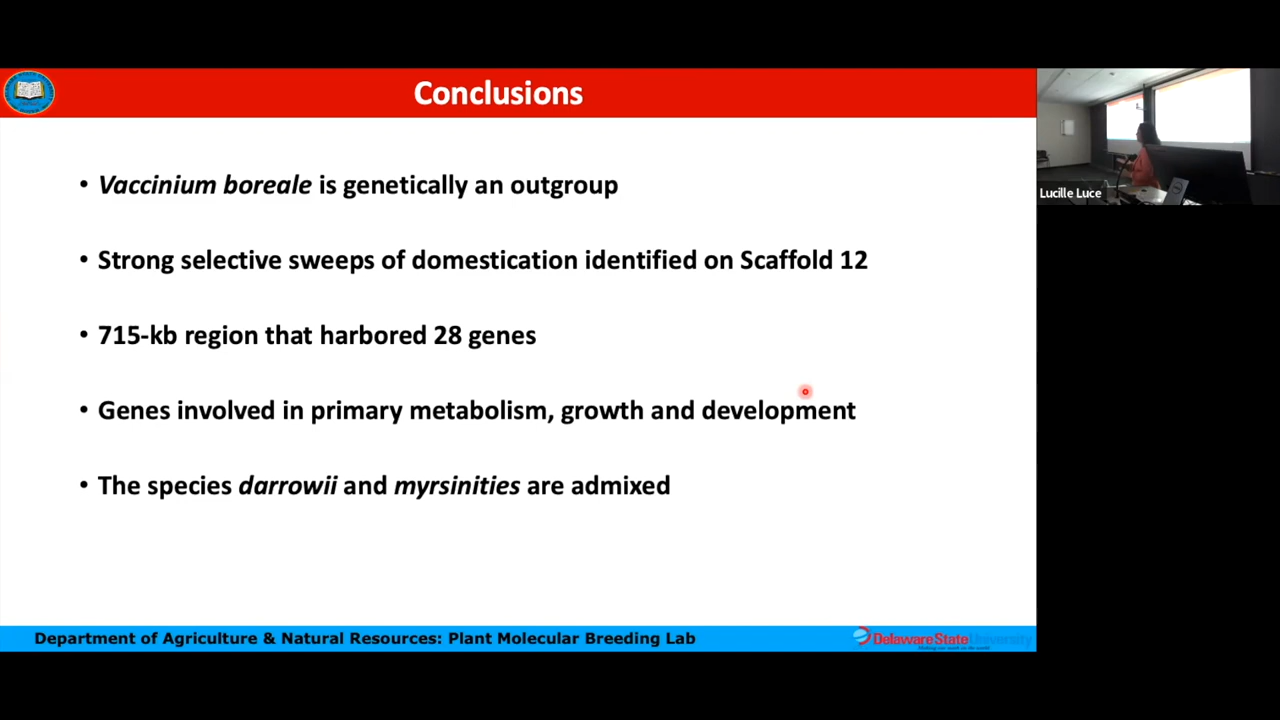 Conclusions
• Vaccinium boreale is genetically an outgroup
• Strong selective sweeps of domestication identified on Scaffold 12
• 715-kb region that harbored 28 genes
• Genes involved in primary metabolism, growth and development
• The species darrowii and myrsinities are admixed
Department of Agriculture & Natural Resources: Plant Molecular Breeding Lab
DelawareStateUniversity
Lucille Luce